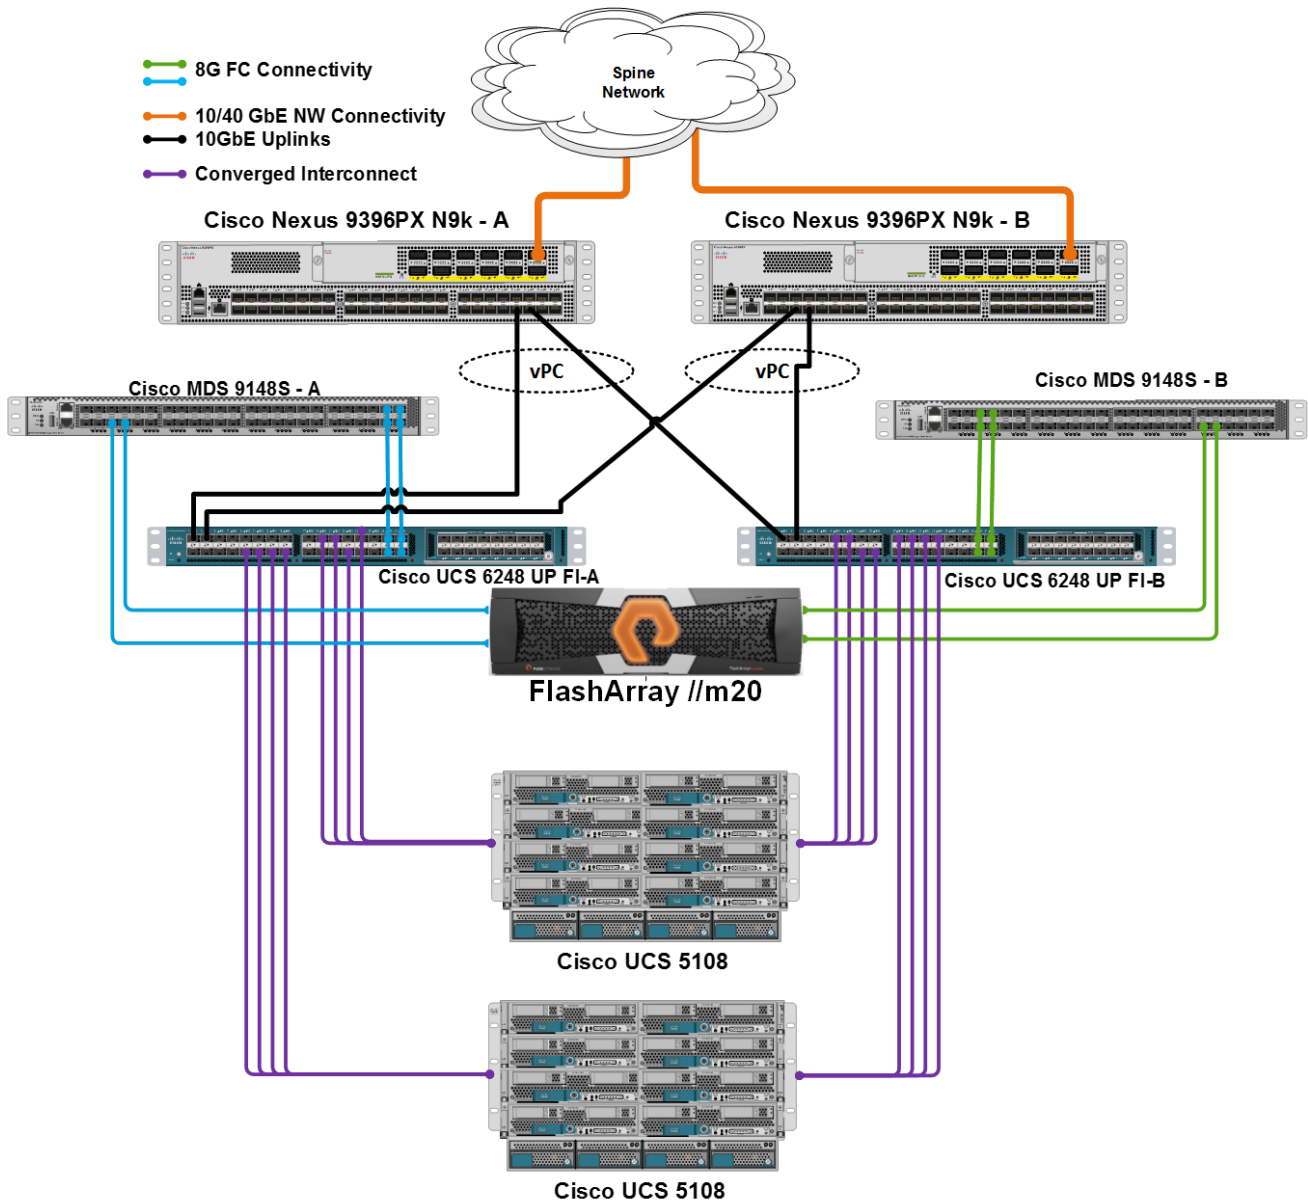 Spine
Network
8G FC Connectivity
10/40 GbE NW Connectivity
10GbE Uplinks
Converged Interconnect
Cisco Nexus 9396PX N9k - A
Cisco Nexus 9396PX N9k - B
vPC
vPC
Cisco MDS 9148S - A
Cisco MDS 9148S - B
Cisco UCS 6248 UP FI-A
Cisco UCS 6248 UP FI-B
FlashArray //m20
Cisco UCS 5108
Cisco UCS 5108